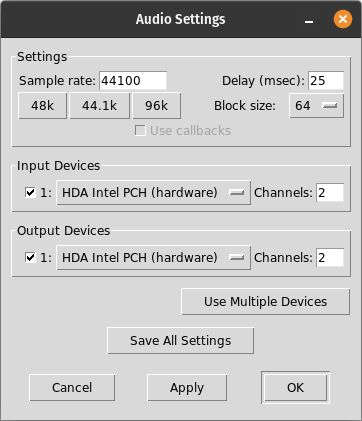 Audio Settings
Settings
Sample rate: 44100 Delay (msec): 25
48k 44.1k 96k Block size: 64
Use callbacks
Input Devices
1: HDA Intel PCH (hardware) Channels: 2
Output Devices
1: HDA Intel PCH (hardware) Channels: 2
Use Multiple Devices
Save All Settings
Cancel Apply OK